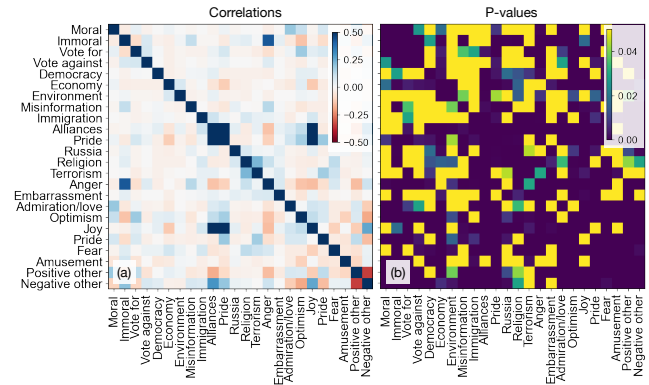 Correlations
P-values
Moral
Immoral
Vote for
Vote against
Democracy
Economy
Environment
Misinformation
Immigration
Alliances
Pride
Russia
Religion
Terrorism
Anger
Embarrassment
Admiration/love
Optimism
Joy
Pride
Fear
Amusement
Positive other
Negative other
0.50
0.25
0.00
−0.25
−0.50
0.04
0.02
0.00
(a)
(b)
Moral
Immoral
Vote for
Vote against
Democracy
Economy
Environment
Misinformation
Immigration
Alliances
Pride
Russia
Religion
Terrorism
Anger
Embarrassment
Admiration/love
Optimism
Joy
Pride
Fear
Amusement
Positive other
Negative other
Moral
Immoral
Vote for
Vote against
Democracy
Economy
Environment
Misinformation
Immigration
Alliances
Pride
Russia
Religion
Terrorism
Anger
Embarrassment
Admiration/love
Optimism
Joy
Pride
Fear
Amusement
Positive other
Negative other